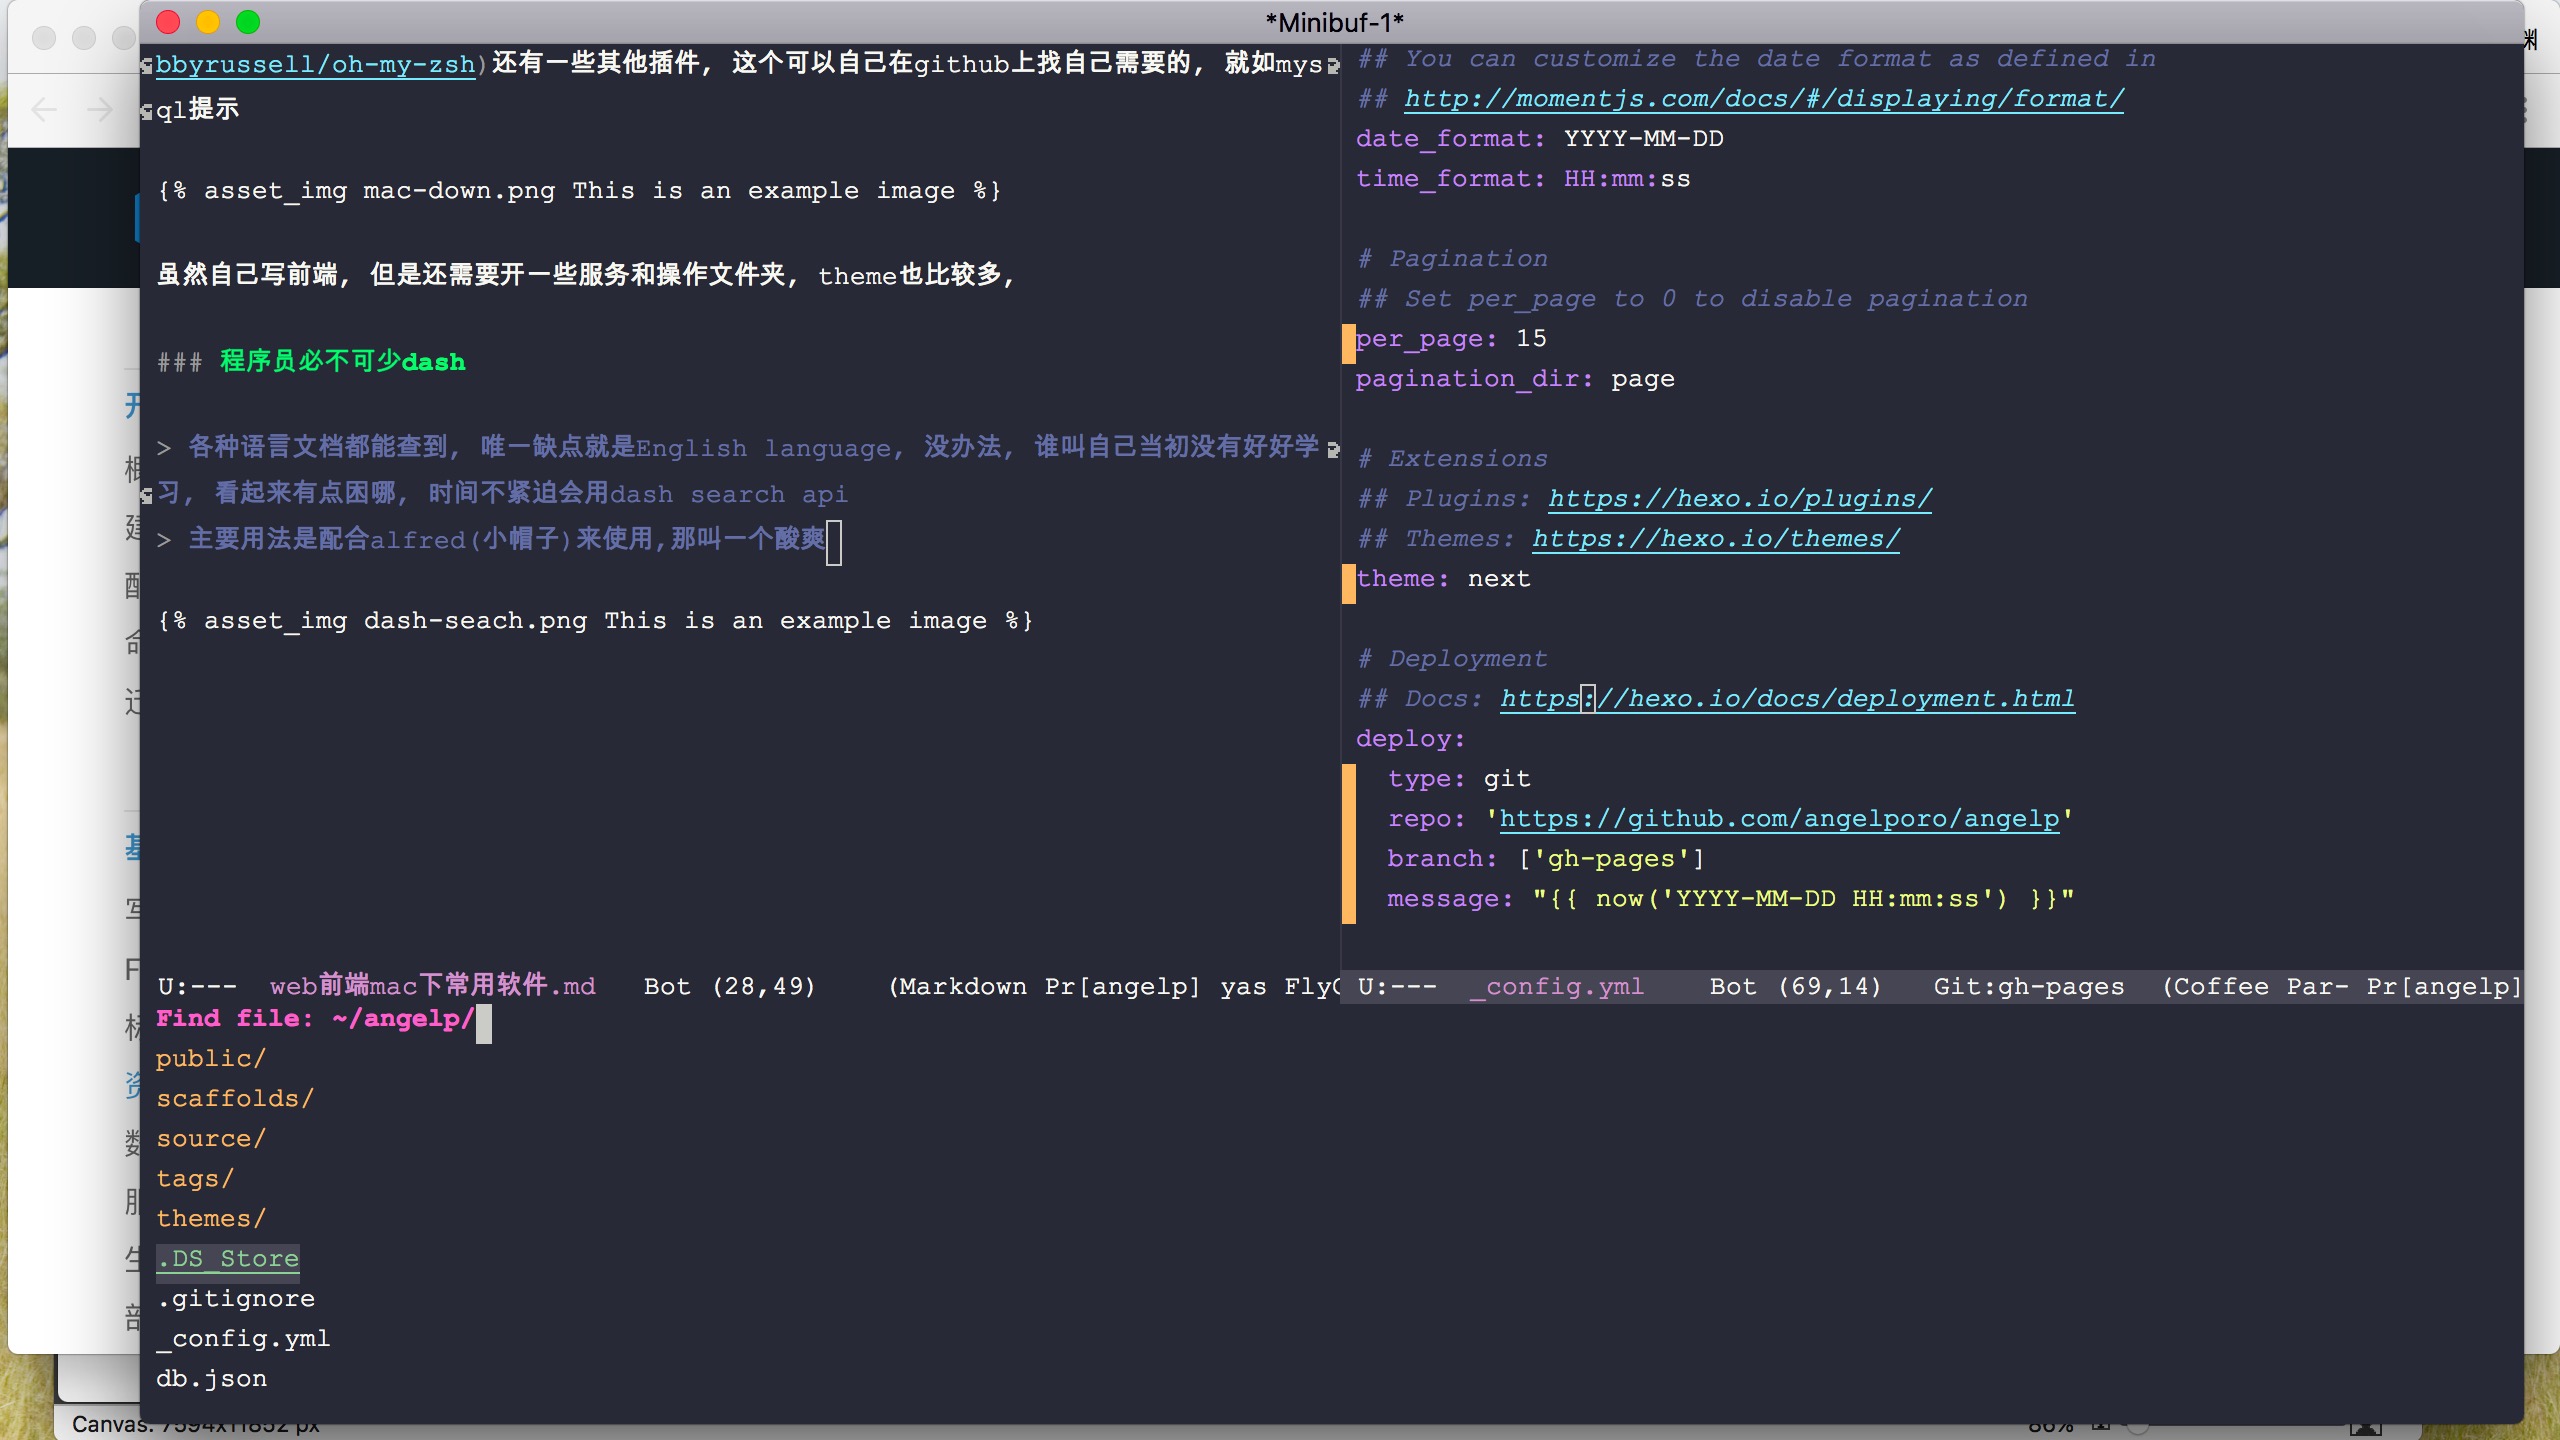 *Minibuf-1*
bbyrussell/oh-my-zsh)还有一些其他插件, 这个可以自己在github上找自己需要的, 就如mys
ql提示
{% asset_img mac-down.png This is an example image %}
虽然自己写前端, 但是还需要开一些服务和操作文件夹, theme也比较多,
### 程序员必不可少dash
> 各种语言文档都能查到, 唯一缺点就是English language, 没办法, 谁叫自己当初没有好好学
习, 看起来有点困哪, 时间不紧迫会用dash search api
> 主要用法是配合alfred(小帽子)来使用,那叫一个酸爽
{% asset_img dash-seach.png This is an example image %}
U:--- web前端mac下常用软件.md Bot (28,49) (Markdown Pr[angelp] yas Fly
## You can customize the date format as defined in
## http://momentjs.com/docs/#/displaying/format/
date_format: YYYY-MM-DD
time_format: HH:mm:ss
# Pagination
## Set per_page to 0 to disable pagination
per_page: 15
pagination_dir: page
# Extensions
## Plugins: https://hexo.io/plugins/
## Themes: https://hexo.io/themes/
theme: next
# Deployment
## Docs: https://hexo.io/docs/deployment.html
deploy:
type: git
repo: 'https://github.com/angelporo/angelp'
branch: ['gh-pages']
message: "{{ now('YYYY-MM-DD HH:mm:ss') }}"
U:--- _config.yml Bot (69,14) Git:gh-pages (Coffee Par- Pr[angelp]
Find file: ~/angelp/
public/
scaffolds/
source/
tags/
themes/
.DS_Store
.gitignore
_config.yml
db.json
Canvas: 7594x11852 px
86%